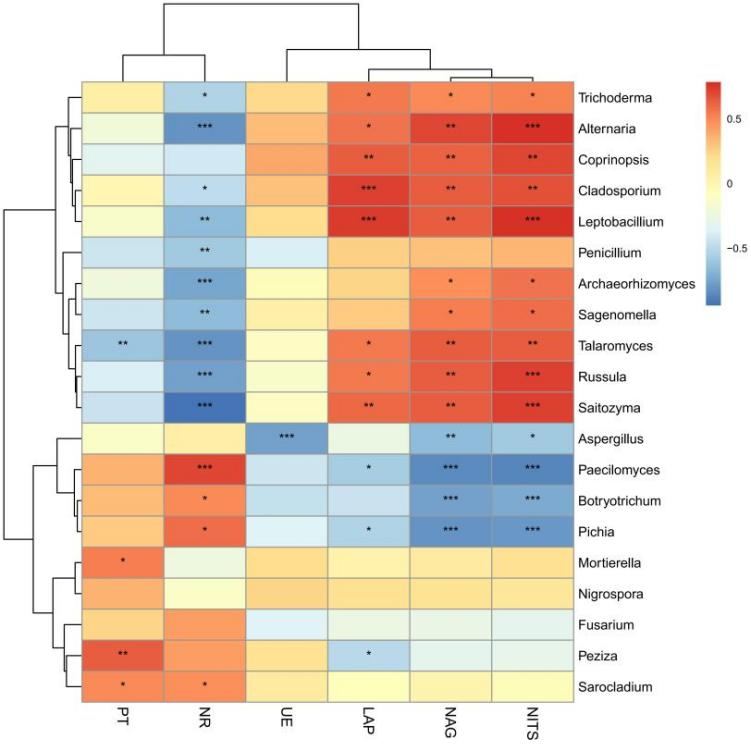 * * * * Trichoderma
*** * ** *** Alternaria
** ** ** Coprinopsis
* *** ** ** Cladosporium
** *** ** *** Leptobacillium
** Penicillium
*** * * Archaeorhizomyces
** * * Sagenomella
** *** * ** ** Talaromyces
*** * ** *** Russula
*** ** ** *** Saitozyma
*** ** * Aspergillus
*** * *** *** Paecilomyces
* *** *** Botryotrichum
* * *** *** Pichia
* Mortierella
Nigrospora
Fusarium
** * Peziza
* * Sarocladium
PT NR UE LAP NAG NITS
0.5
0
−0.5